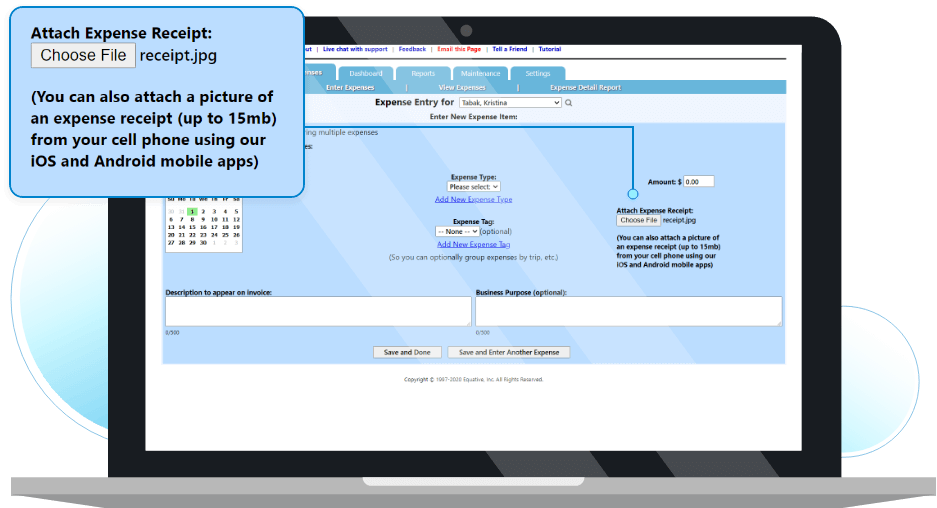 Attach Expense Receipt:
Choose File receipt.jpg
(You can also attach a picture of
an expense receipt (up to 15mb)
from your cell phone using our
iOS and Android mobile apps)
| Live chat with support | Feedback | Email this Page | Tell a Friend | Tutorial
Dashboard Reports Maintenance Settings
Enter Expenses | View Expenses | Expense Detail Report
Expense Entry for Tabak, Kristina
Enter New Expense Item:
multiple expenses
Expense Type:
Please select:
Add New Expense Type
Amount: $ 0.00
Su Mo Tu We Th Fr Sa
30 31 1 2 3 4 5
6 7 8 9 10 11 12
13 14 15 16 17 18 19
20 21 22 23 24 25 26
27 28 29 30 1 2 3
Expense Tag:
-- None -- (optional)
Add New Expense Tag
(So you can optionally group expenses by trip, etc.)
Attach Expense Receipt:
Choose File receipt.jpg
(You can also attach a picture of
an expense receipt (up to 15mb)
from your cell phone using our
iOS and Android mobile apps)
Description to appear on invoice:
0/500
Business Purpose (optional):
0/500
Save and Done Save and Enter Another Expense
Copyright © 1997-2020 Equative, Inc. All Rights Reserved.